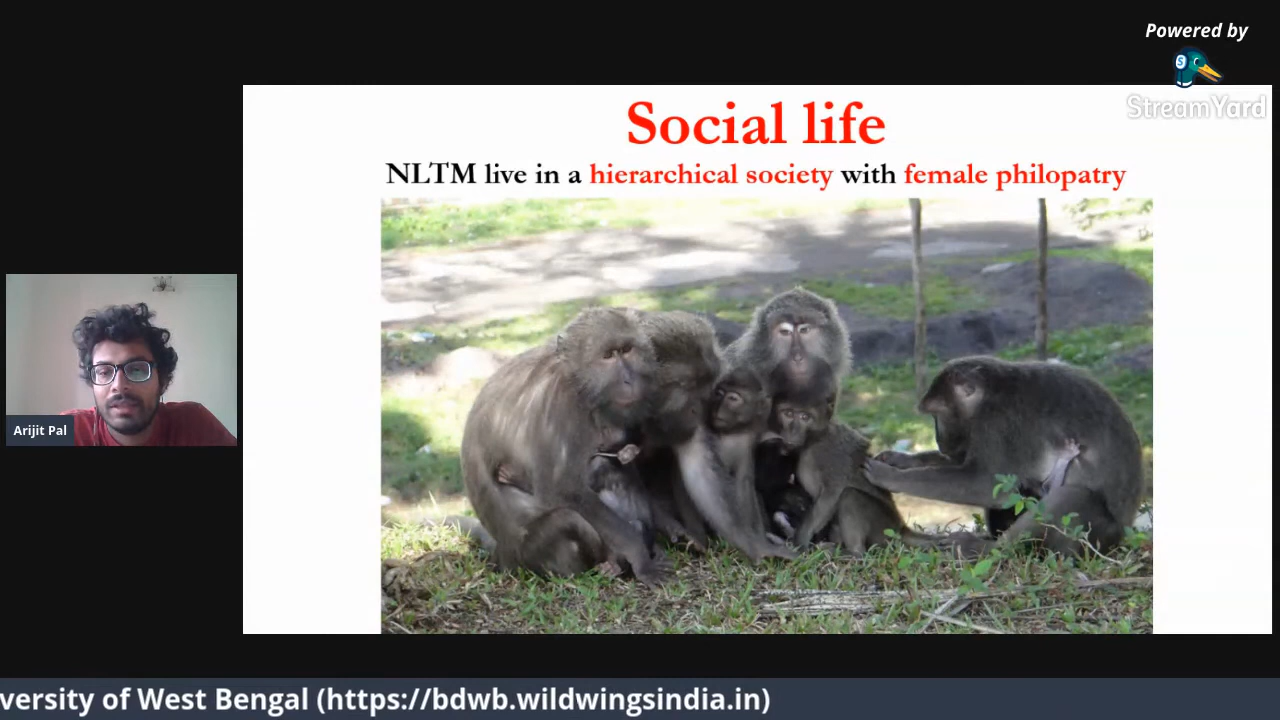 Powered by
StreamYard
Social life
NLTM live in a hierarchical society with female philopatry
Arijit Pal
versity of West Bengal (https://bdwb.wildwingsindia.in)